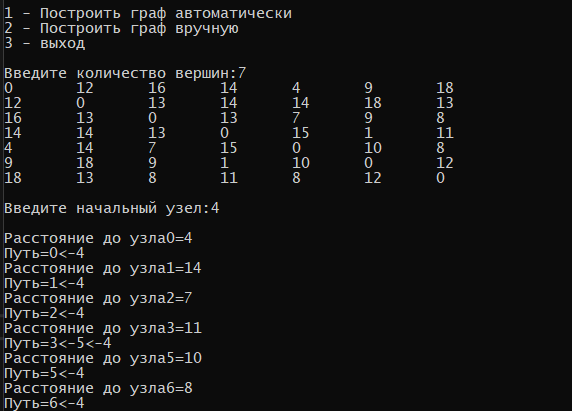 1 - Построить граф автоматически
2 - Построить граф вручную
3 - выход
Введите количество вершин:7
0 12 16 14 4 9 18
12 0 13 14 14 18 13
16 13 0 13 7 9 8
14 14 13 0 15 1 11
4 14 7 15 0 10 8
9 18 9 1 10 0 12
18 13 8 11 8 12 0
Введите начальный узел:4
Расстояние до узла0=4
Путь=0<-4
Расстояние до узла1=14
Путь=1<-4
Расстояние до узла2=7
Путь=2<-4
Расстояние до узла3=11
Путь=3<-5<-4
Расстояние до узла5=10
Путь=5<-4
Расстояние до узла6=8
Путь=6<-4